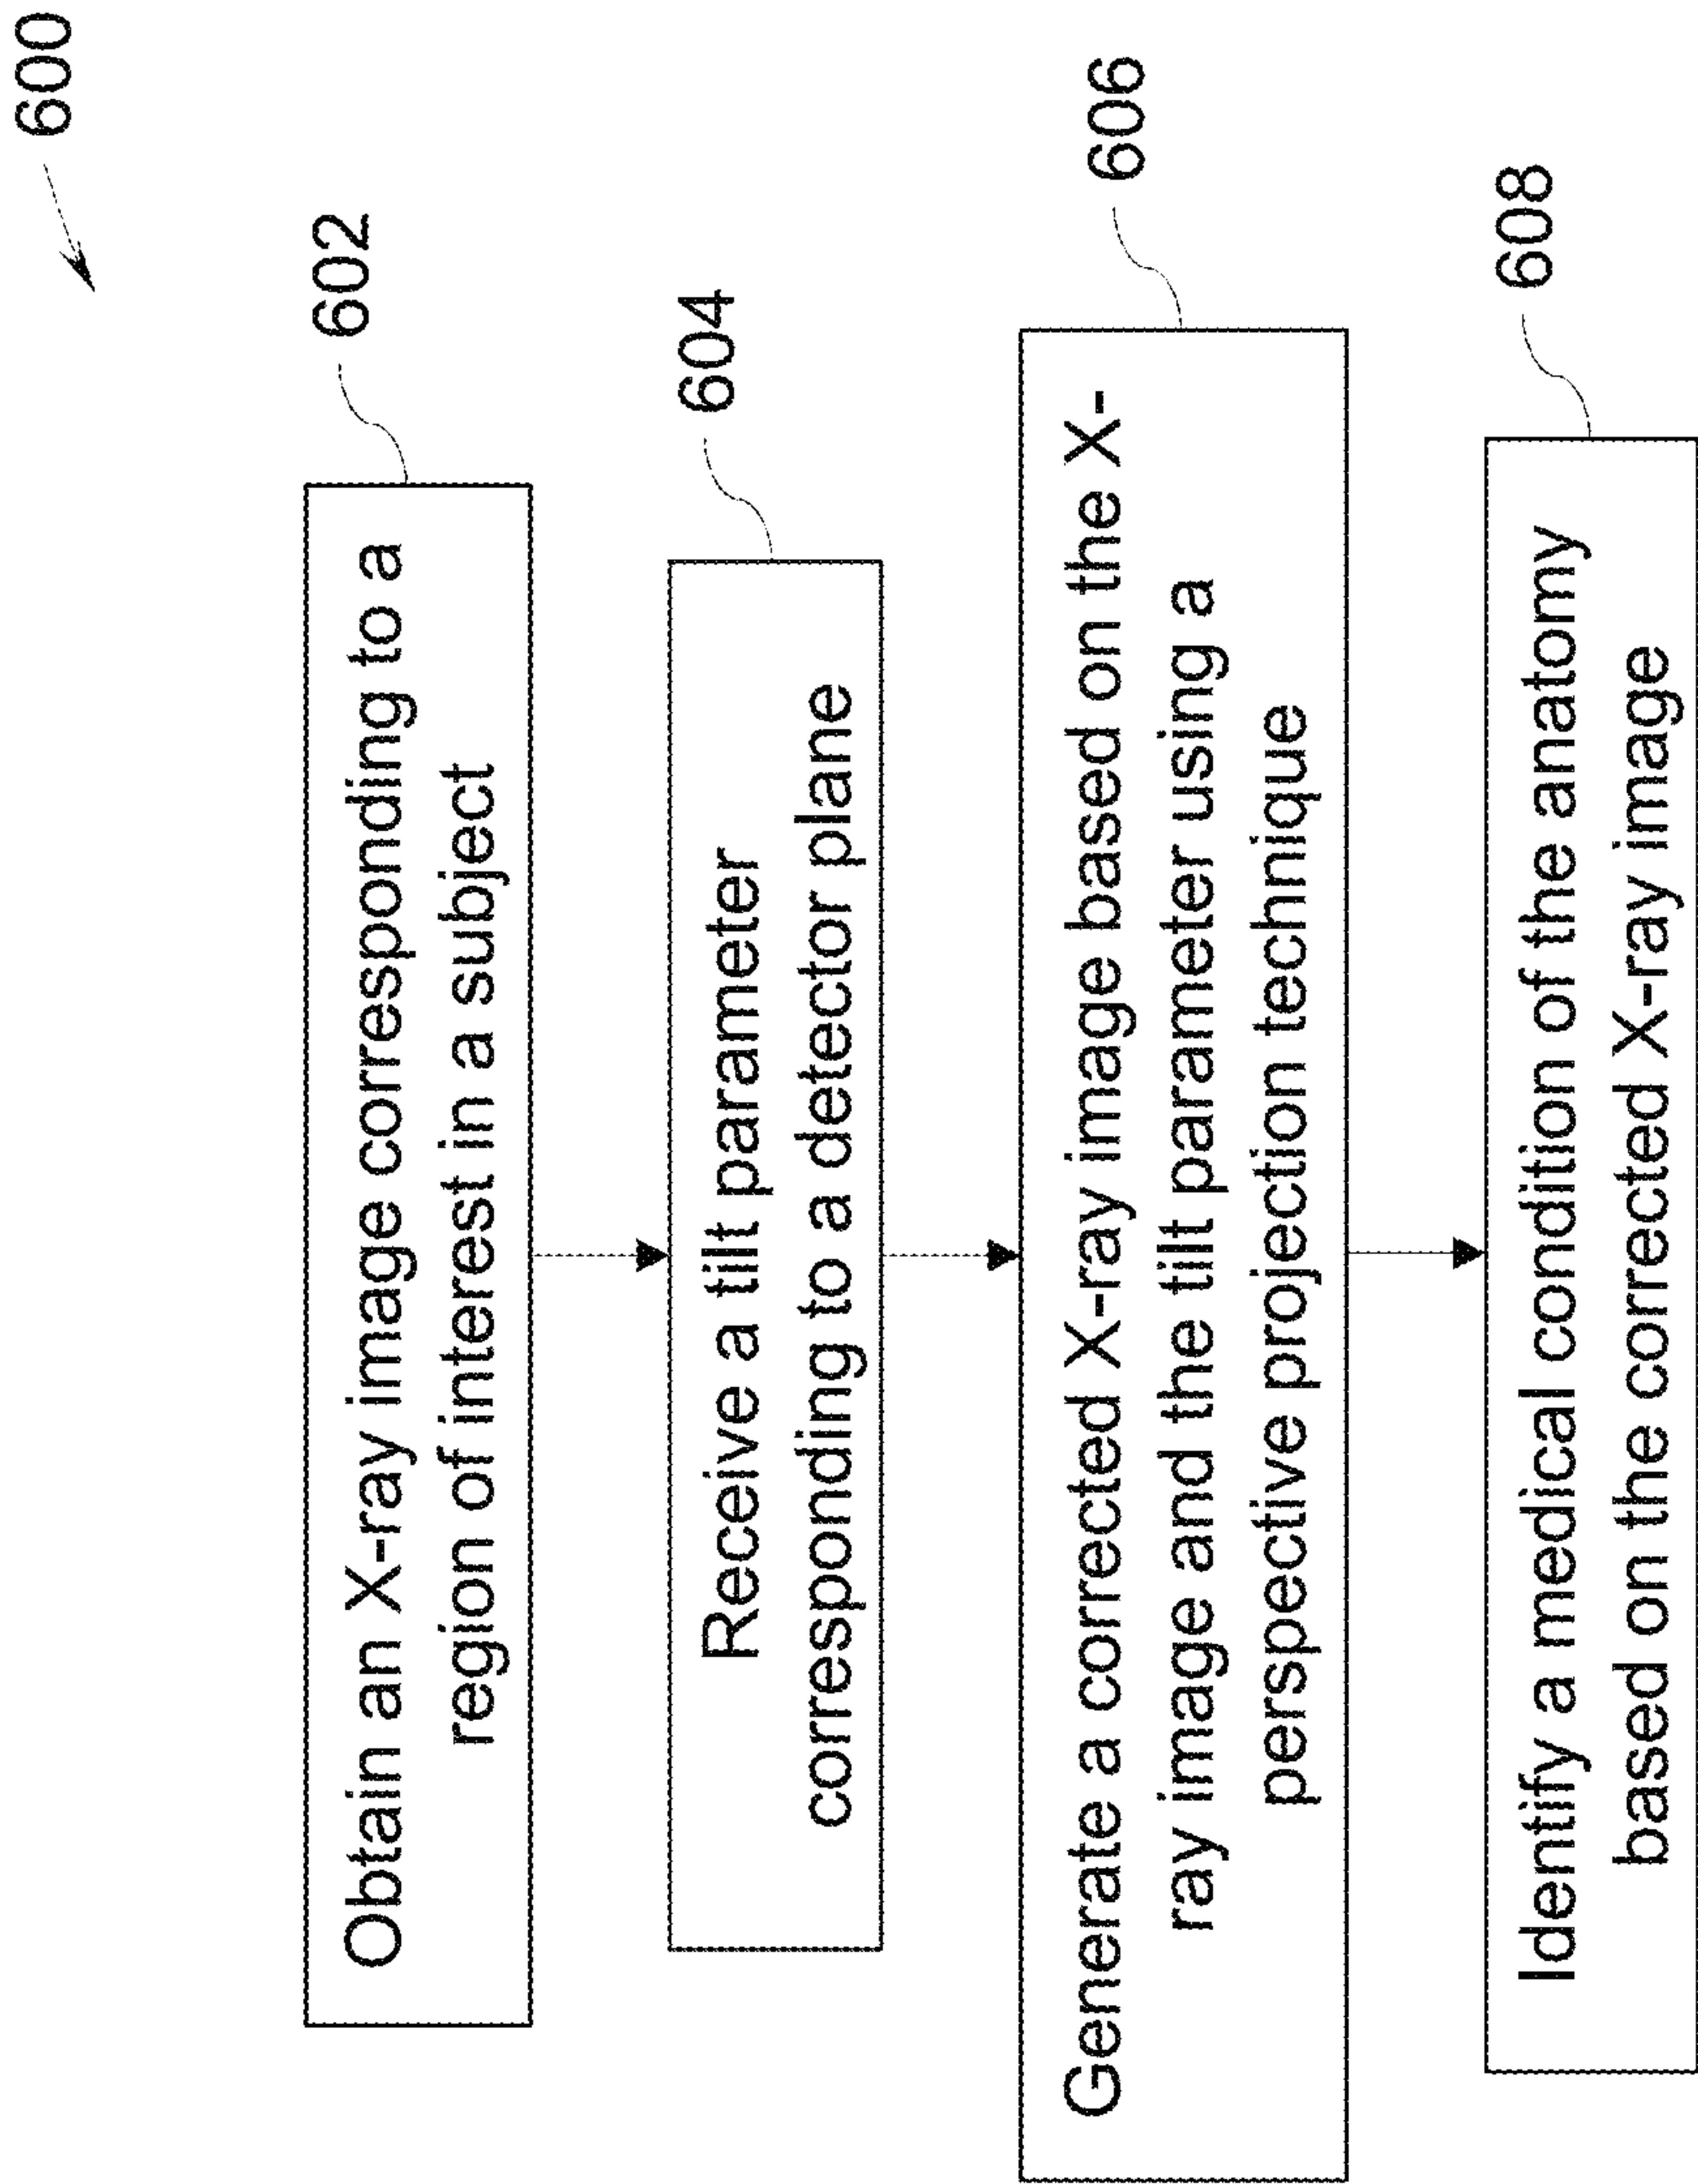 600
602
Obtain an X-ray image corresponding to a
region of interest in a subject
604
Receive a tilt parameter
corresponding to a detector plane
606
Generate a corrected X-ray image based on the X-
ray image and the tilt parameter using a
perspective projection technique
608
Identify a medical condition of the anatomy
based on the corrected X-ray image